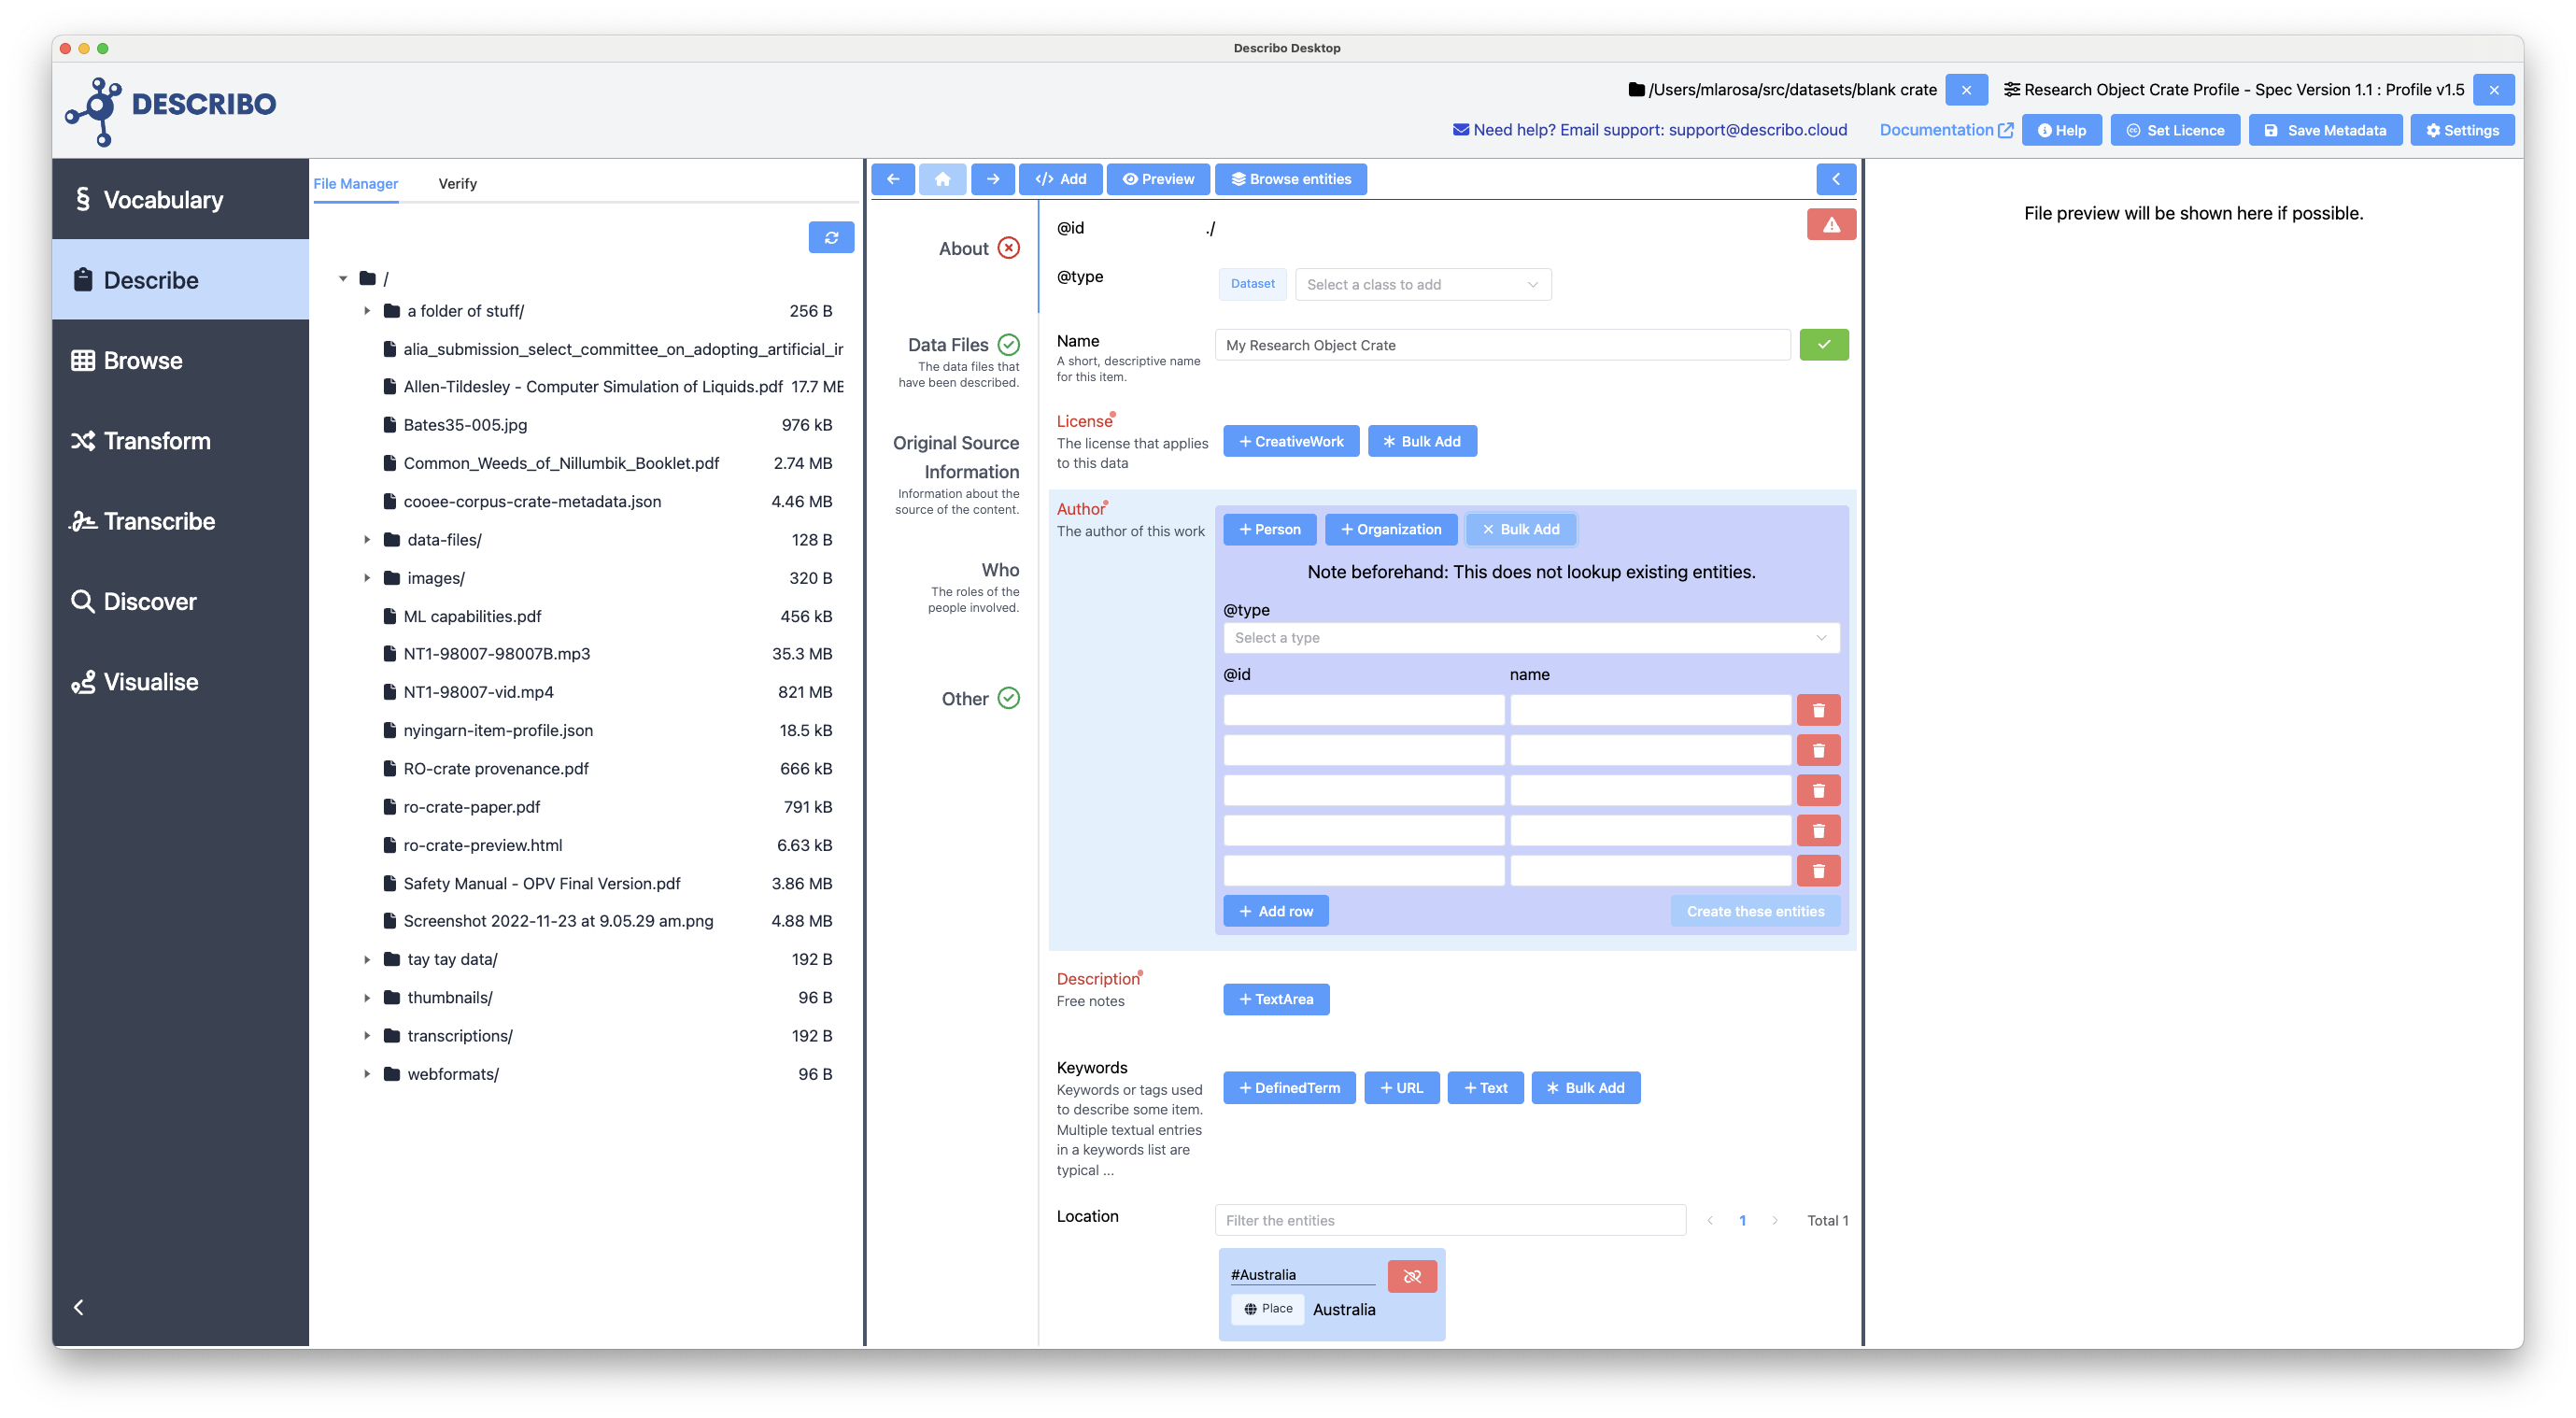 Describo Desktop
DESCRIBO
/Users/mlarosa/src/datasets/blank crate
Research Object Crate Profile - Spec Version 1.1 : Profile v1.5
Need help? Email support: support@describo.cloud
Documentation
Help
Set Licence
Save Metadata
Settings
Vocabulary
Describe
Browse
Transform
Transcribe
Discover
Visualise
File Manager
Verify
/
a folder of stuff/ 256 B
alia_submission_select_committee_on_adopting_artificial_ir
Allen-Tildesley - Computer Simulation of Liquids.pdf 17.7 ME
Bates35-005.jpg 976 kB
Common_Weeds_of_Nillumbik_Booklet.pdf 2.74 MB
cooee-corpus-crate-metadata.json 4.46 MB
data-files/ 128 B
images/ 320 B
ML capabilities.pdf 456 kB
NT1-98007-98007B.mp3 35.3 MB
NT1-98007-vid.mp4 821 MB
nyingarn-item-profile.json 18.5 kB
RO-crate provenance.pdf 666 kB
ro-crate-paper.pdf 791 kB
ro-crate-preview.html 6.63 kB
Safety Manual - OPV Final Version.pdf 3.86 MB
Screenshot 2022-11-23 at 9.05.29 am.png 4.88 MB
tay tay data/ 192 B
thumbnails/ 96 B
transcriptions/ 192 B
webformats/ 96 B
</> Add
Preview
Browse entities
About
Data Files
The data files that
have been described.
Original Source
Information
Information about the
source of the content.
Who
The roles of the
people involved.
Other
@id ./
@type Dataset Select a class to add
Name
A short, descriptive name
for this item.
My Research Object Crate
License
The license that applies
to this data
+ CreativeWork
Bulk Add
Author
The author of this work
+ Person
+ Organization
× Bulk Add
Note beforehand: This does not lookup existing entities.
@type
Select a type
@id name
+ Add row
Create these entities
Description
Free notes
+ TextArea
Keywords
Keywords or tags used
to describe some item.
Multiple textual entries
in a keywords list are
typical ...
+ DefinedTerm
+ URL
+ Text
Bulk Add
Location
Filter the entities
1
Total 1
#Australia
Place Australia
File preview will be shown here if possible.